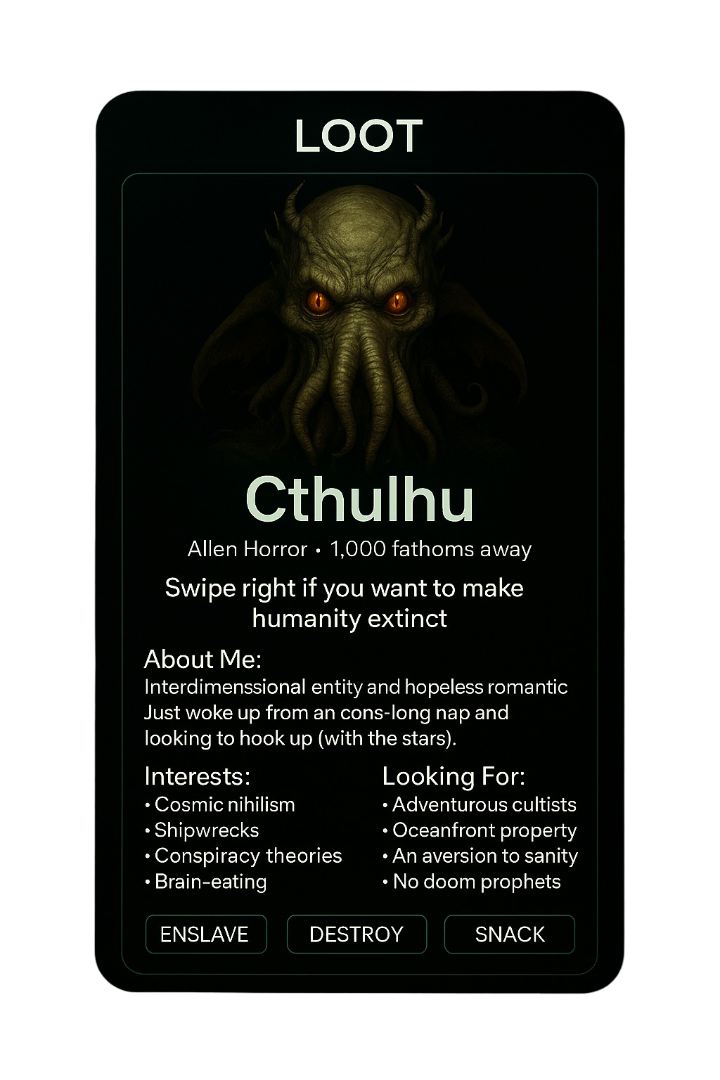 LOOT
Cthulhu
Allen Horror • 1,000 fathoms away
Swipe right if you want to make
humanity extinct
About Me:
Interdimenssional entity and hopeless romantic
Just woke up from an cons-long nap and
looking to hook up (with the stars).
Interests:
• Cosmic nihilism
• Shipwrecks
• Conspiracy theories
• Brain-eating
Looking For:
• Adventurous cultists
• Oceanfront property
• An aversion to sanity
• No doom prophets
ENSLAVE
DESTROY
SNACK